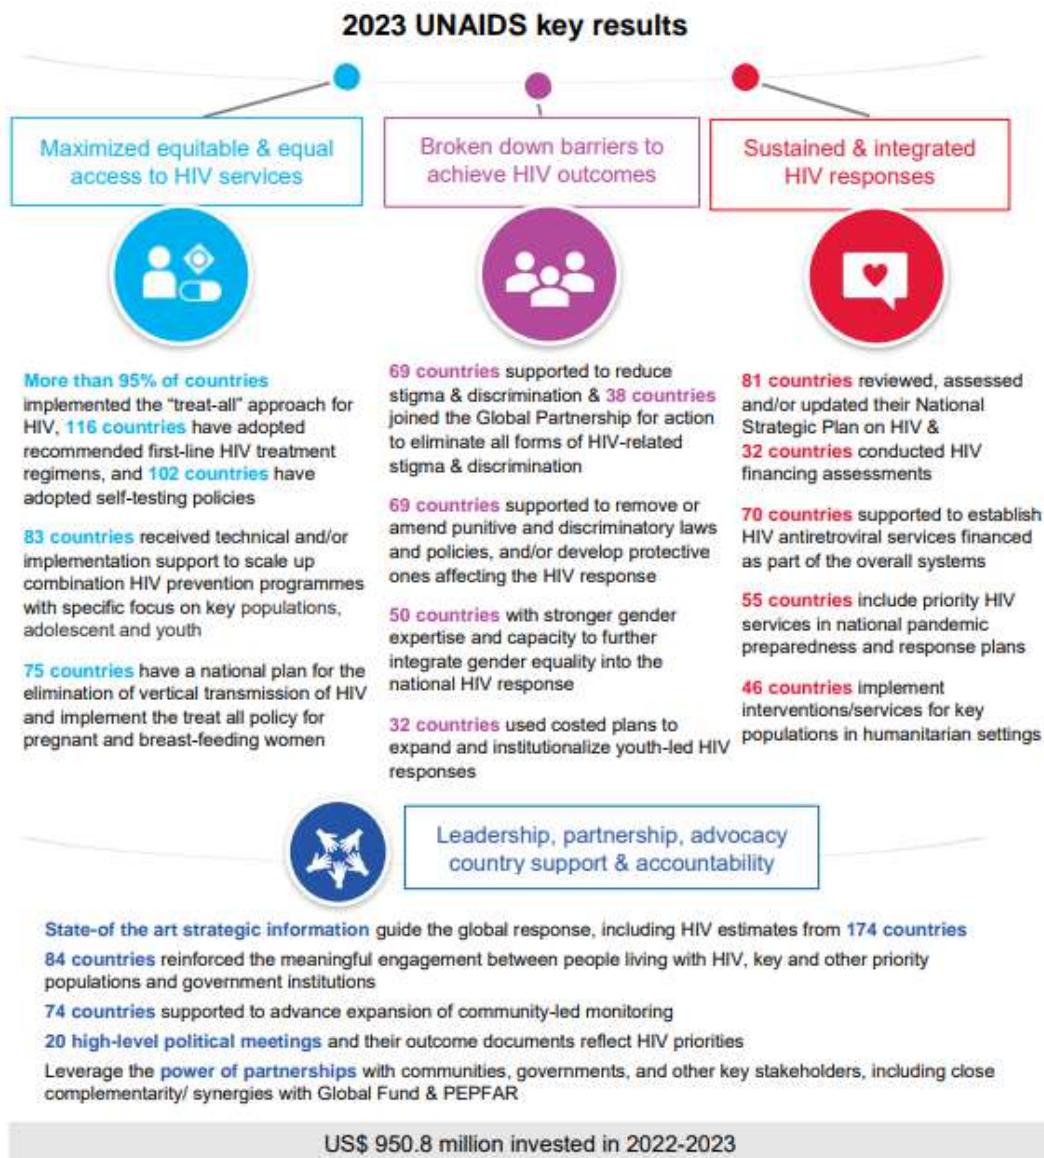 2023 UNAIDS key results
Maximized equitable & equal
access to HIV services
More than 95% of countries
implemented the “treat-all” approach for
HIV, 116 countries have adopted
recommended first-line HIV treatment
regimens, and 102 countries have
adopted self-testing policies
83 countries received technical and/or
implementation support to scale up
combination HIV prevention programmes
with specific focus on key populations,
adolescent and youth
75 countries have a national plan for the
elimination of vertical transmission of HIV
and implement the treat all policy for
pregnant and breast-feeding women
Broken down barriers to
achieve HIV outcomes
69 countries supported to reduce
stigma & discrimination & 38 countries
joined the Global Partnership for action
to eliminate all forms of HIV-related
stigma & discrimination
69 countries supported to remove or
amend punitive and discriminatory laws
and policies, and/or develop protective
ones affecting the HIV response
50 countries with stronger gender
expertise and capacity to further
integrate gender equality into the
national HIV response
32 countries used costed plans to
expand and institutionalize youth-led HIV
responses
Sustained & integrated
HIV responses
81 countries reviewed, assessed
and/or updated their National
Strategic Plan on HIV &
32 countries conducted HIV
financing assessments
70 countries supported to establish
HIV antiretroviral services financed
as part of the overall systems
55 countries include priority HIV
services in national pandemic
preparedness and response plans
46 countries implement
interventions/services for key
populations in humanitarian settings
Leadership, partnership, advocacy
country support & accountability
State-of the art strategic information guide the global response, including HIV estimates from 174 countries
84 countries reinforced the meaningful engagement between people living with HIV, key and other priority
populations and government institutions
74 countries supported to advance expansion of community-led monitoring
20 high-level political meetings and their outcome documents reflect HIV priorities
Leverage the power of partnerships with communities, governments, and other key stakeholders, including close
complementarity/ synergies with Global Fund & PEPFAR
US$ 950.8 million invested in 2022-2023